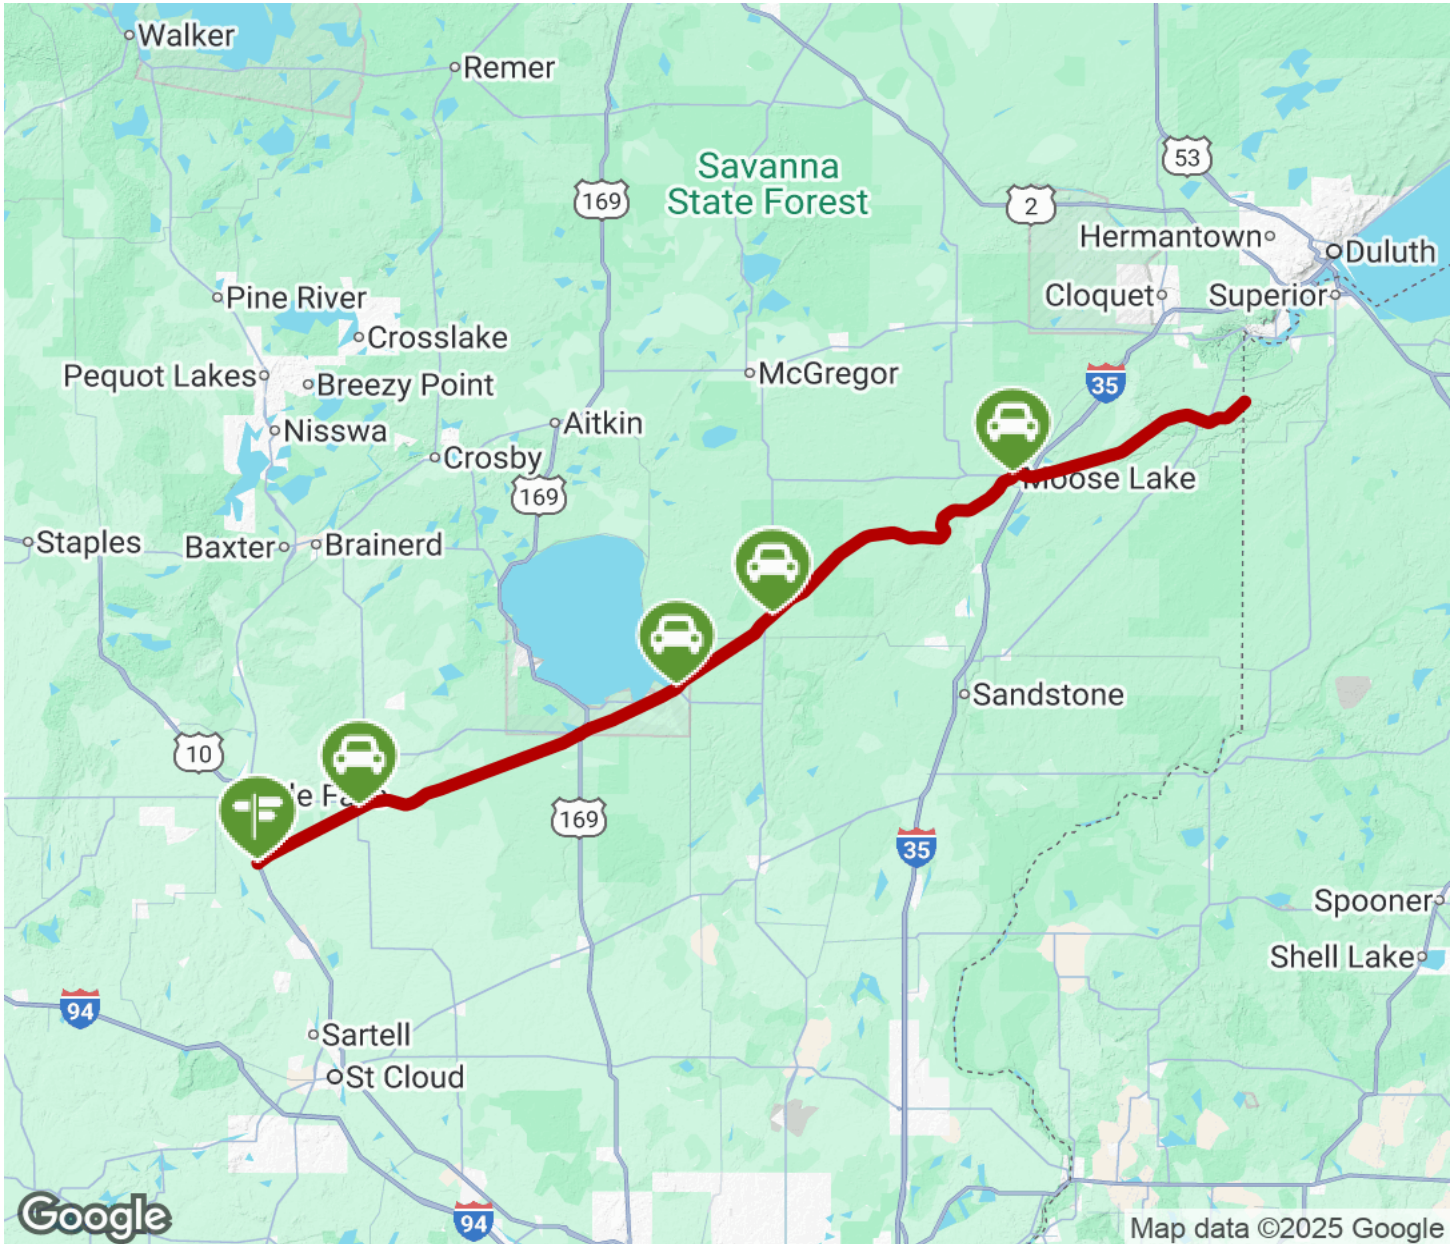 Walker
Remer
Savanna
State Forest
53
169
2
Hermantown
Duluth
Cloquet
Superior
Pine River
Crosslake
McGregor
Pequot Lakes
Breezy Point
35
Nisswa
Aitkin
Crosby
Moose Lake
169
Staples
Baxter
Brainerd
Sandstone
10
le Fa
169
35
Spooner
Shell Lake
94
Sartell
St Cloud
94
Google
Map data ©2025 Google